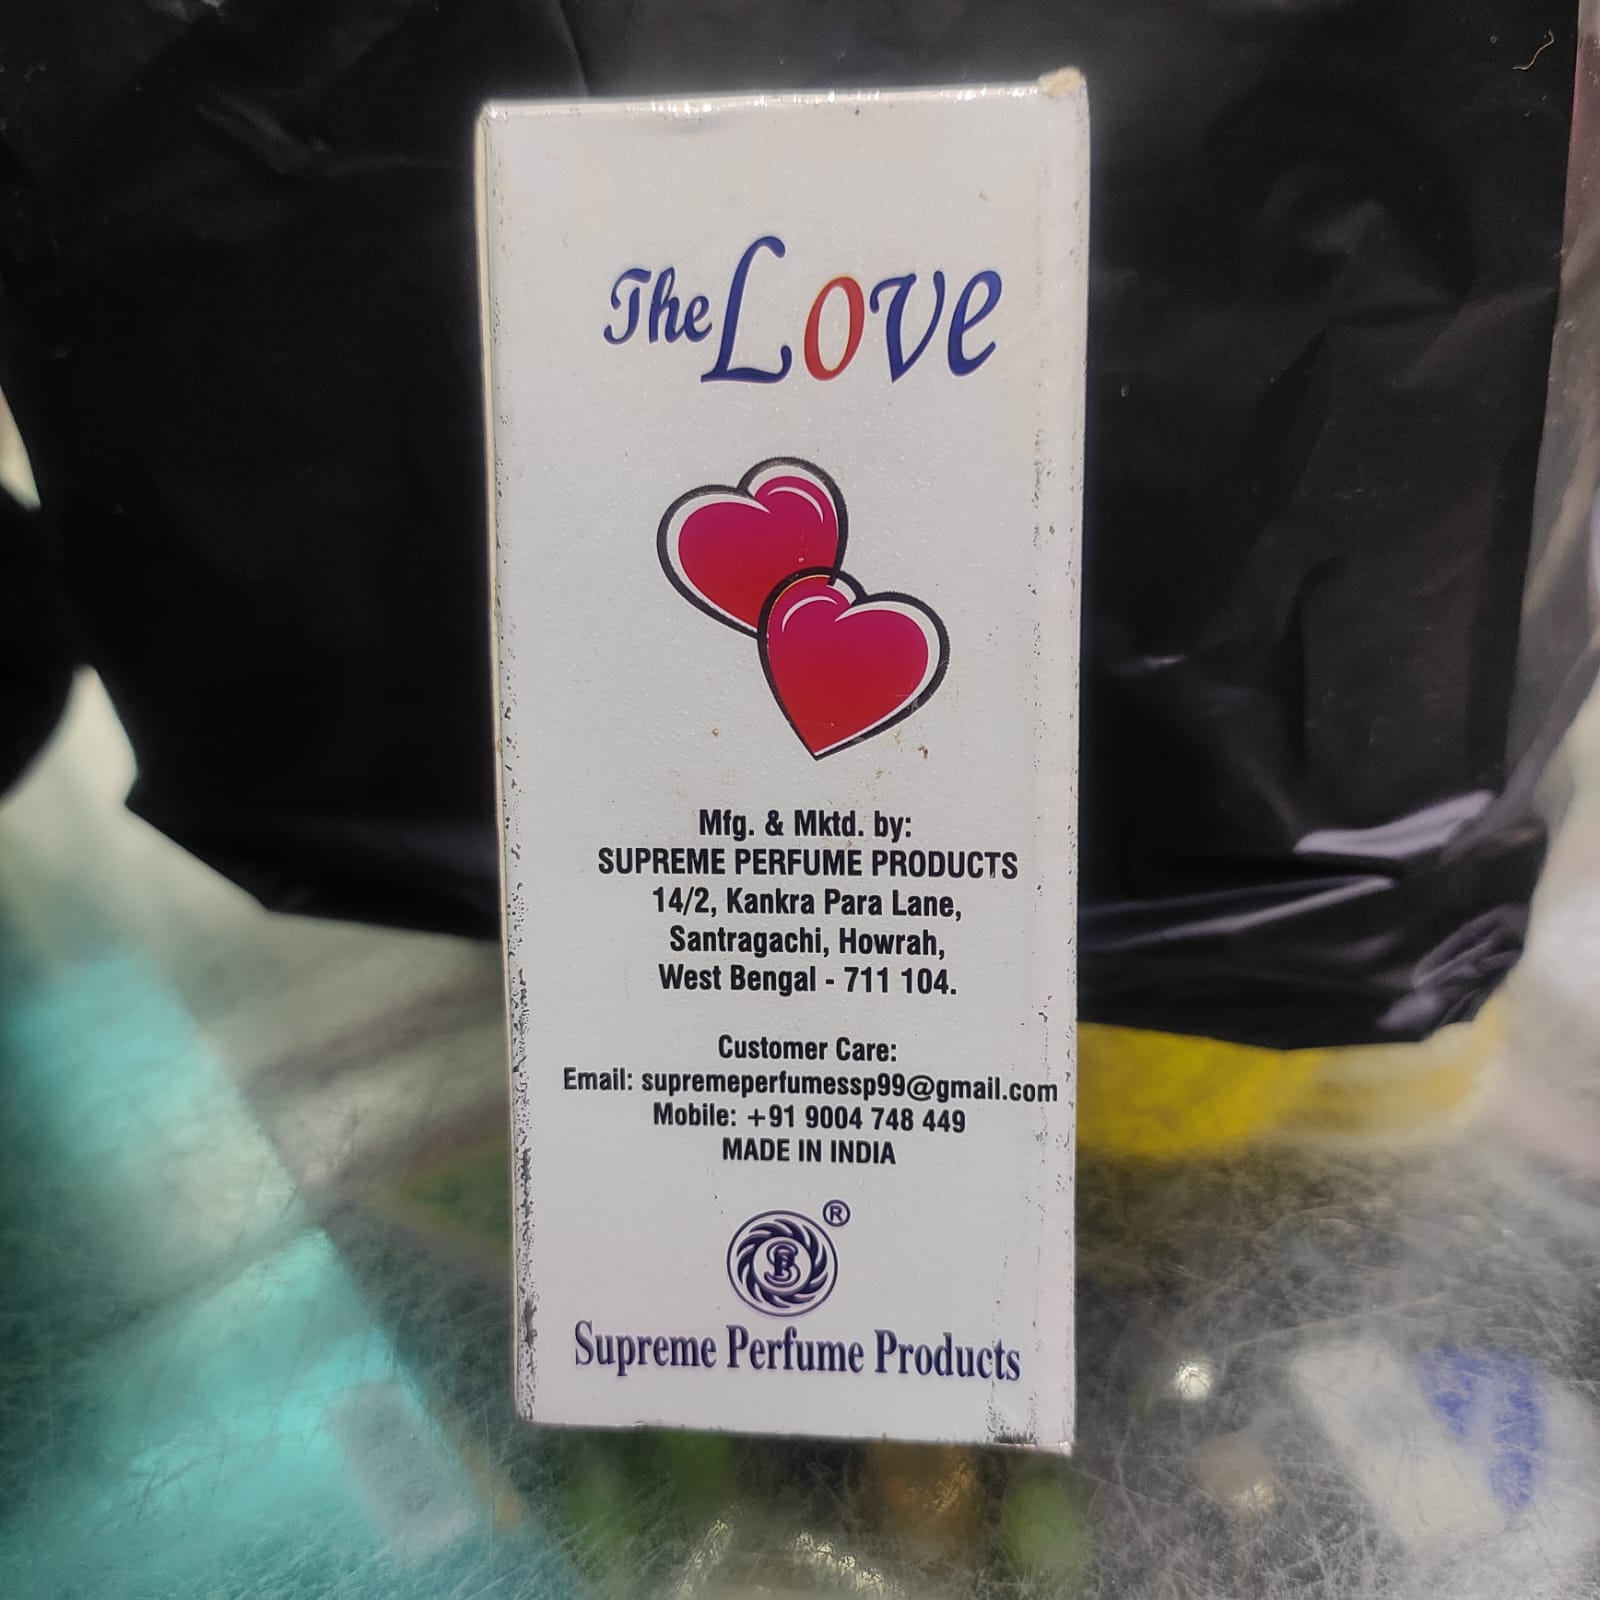 The Love
Mfg. & Mktd. by:
SUPREME PERFUME PRODUCTS
14/2, Kankra Para Lane,
Santragachi, Howrah,
West Bengal - 711 104.
Customer Care:
Email: supremeperfumessp99@gmail.com
Mobile: +91 9004 748 449
MADE IN INDIA
®
Supreme Perfume Products